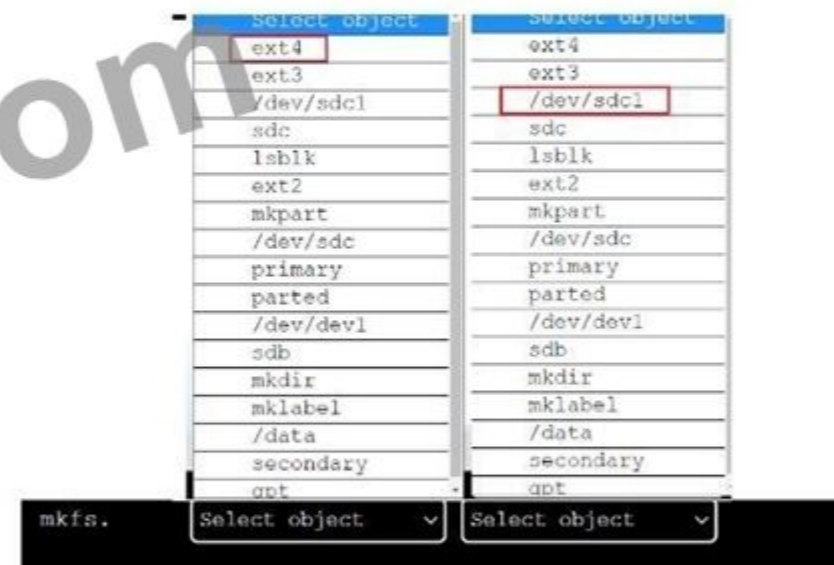 om
Select object
ext4
ext3
/dev/sdc1
sdc
lsblk
ext2
mkpart
/dev/sdc
primary
parted
/dev/dev1
sdb
mkdir
mklabel
/data
secondary
gpt
Select object
ext4
ext3
/dev/sdc1
sdc
lsblk
ext2
mkpart
/dev/sdc
primary
parted
/dev/dev1
sdb
mkdir
mklabel
/data
secondary
gpt
mkfs. Select object Select object